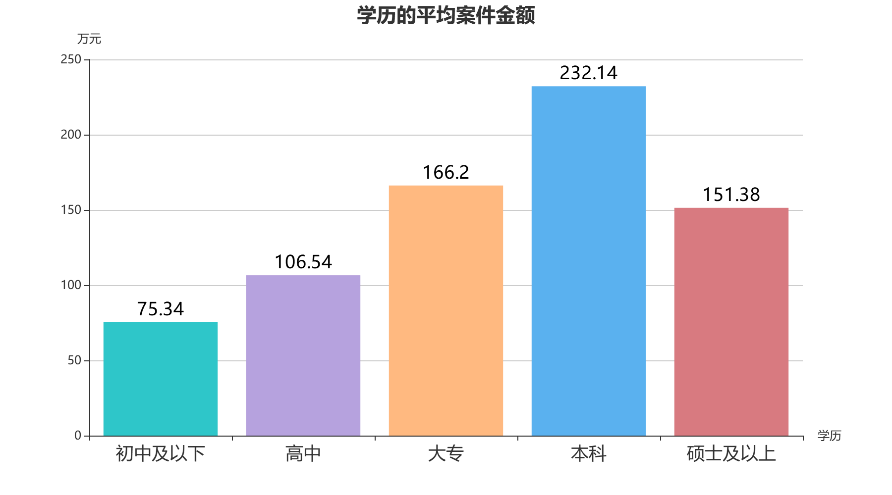 学历的平均案件金额
万元
250
200
150
100
50
0
75.34
106.54
166.2
232.14
151.38
初中及以下
高中
大专
本科
硕士及以上
学历